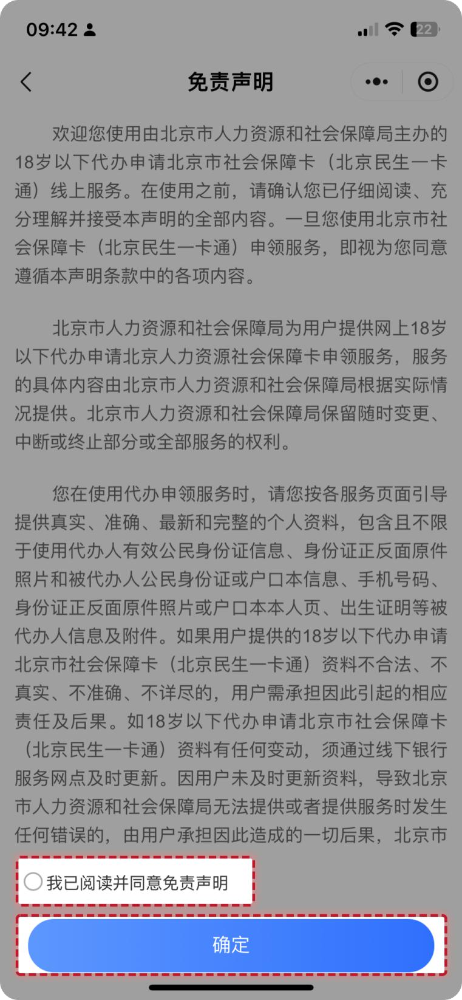 09:42
22
免责声明
欢迎您使用由北京市人力资源和社会保障局主办的
18岁以下代办申请北京市社会保障卡（北京民生一卡
通）线上服务。在使用之前，请确认您已仔细阅读、充
分理解并接受本声明的全部内容。一旦您使用北京市社
会保障卡（北京民生一卡通）申领服务，即视为您同意
遵循本声明条款中的各项内容。
北京市人力资源和社会保障局为用户提供网上18岁
以下代办申请北京人力资源社会保障卡申领服务，服务
的具体内容由北京市人力资源和社会保障局根据实际情
况提供。北京市人力资源和社会保障局保留随时变更、
中断或终止部分或全部服务的权利。
您在使用代办申领服务时，请您按各服务页面引导
提供真实、准确、最新和完整的个人资料，包含且不限
于使用代办人有效公民身份证信息、身份证正反面原件
照片和被代办人公民身份证或户口本信息、手机号码、
身份证正反面原件照片或户口本本人页、出生证明等被
代办人信息及附件。如果用户提供的18岁以下代办申请
北京市社会保障卡（北京民生一卡通）资料不合法、不
真实、不准确、不详尽的，用户需承担因此引起的相应
责任及后果。如18岁以下代办申请北京市社会保障卡
（北京民生一卡通）资料有任何变动，须通过线下银行
服务网点及时更新。因用户未及时更新资料，导致北京
市人力资源和社会保障局无法提供或者提供服务时发生
任何错误的，由用户承担因此造成的一切后果，北京市
我已阅读并同意免责声明
确定